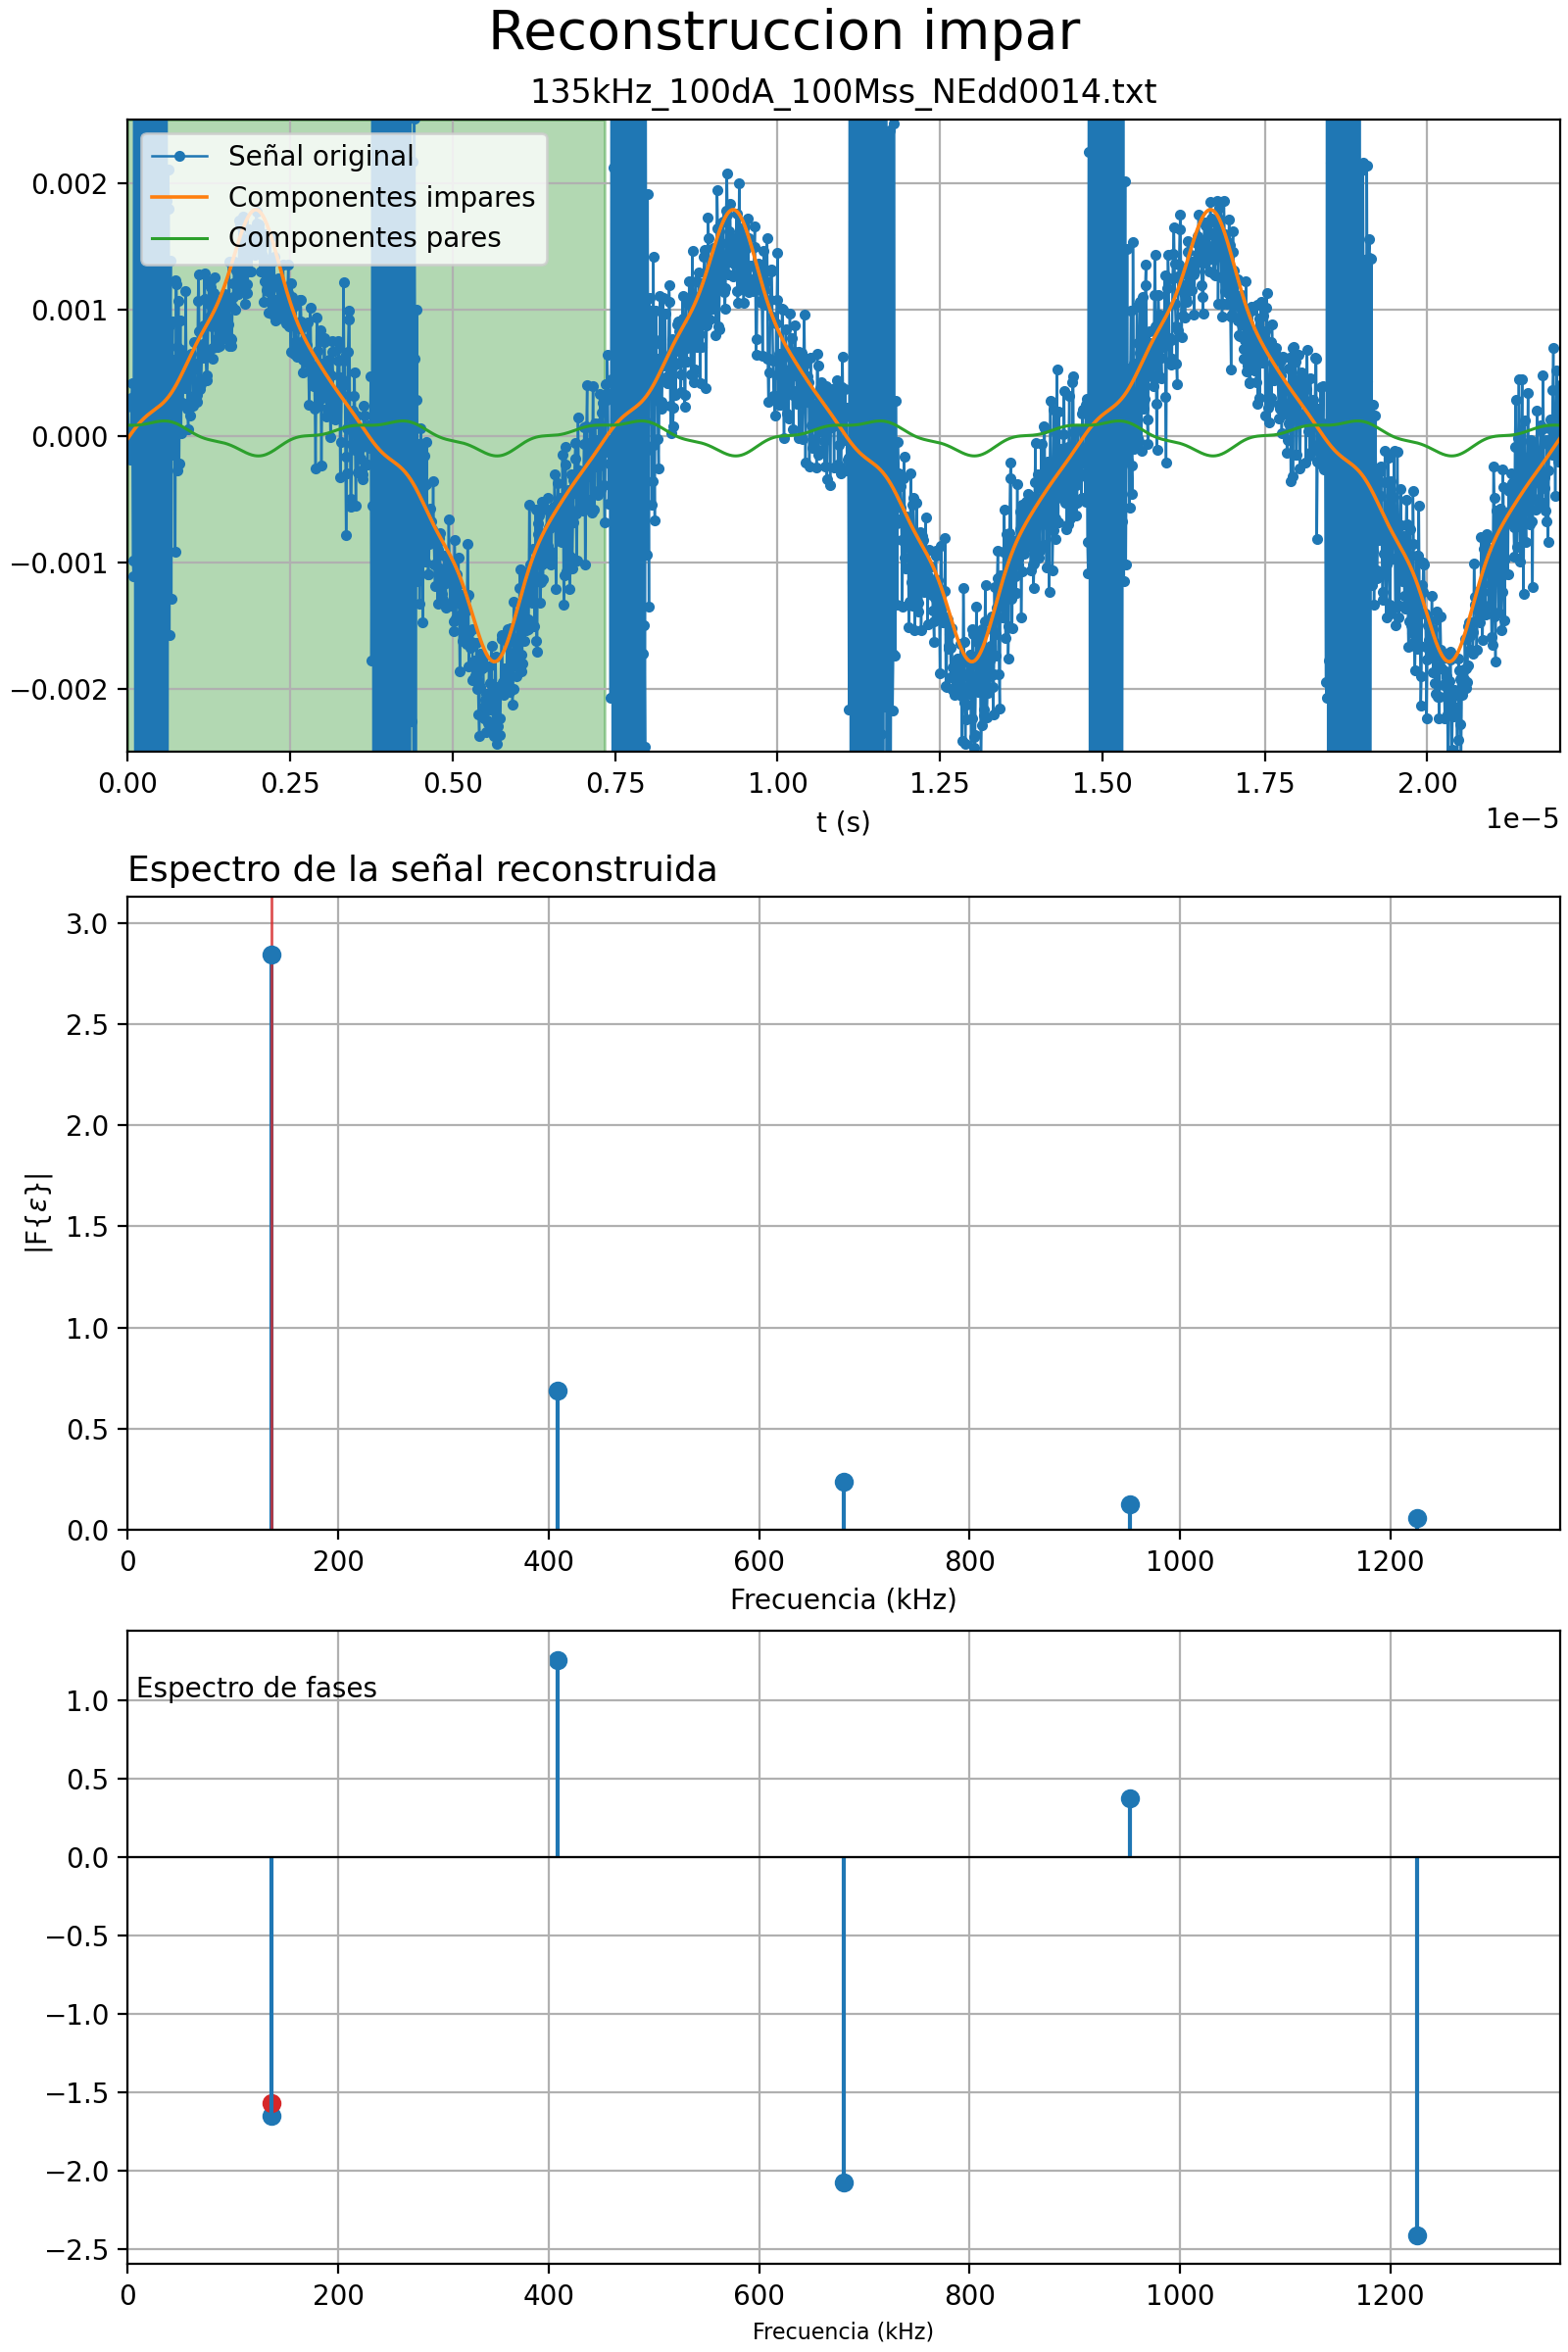 Reconstruccion impar
135kHz_100dA_100Mss_NEdd0014.txt
Señal original
Componentes impares
Componentes pares
0.002
0.001
0.000
−0.001
−0.002
0.00 0.25 0.50 0.75 1.00 1.25 1.50 1.75 2.00
1e−5
t (s)
Espectro de la señal reconstruida
3.0
2.5
2.0
1.5
1.0
0.5
0.0
|F{ε}|
0 200 400 600 800 1000 1200
Frecuencia (kHz)
Espectro de fases
1.0
0.5
0.0
−0.5
−1.0
−1.5
−2.0
−2.5
0 200 400 600 800 1000 1200
Frecuencia (kHz)